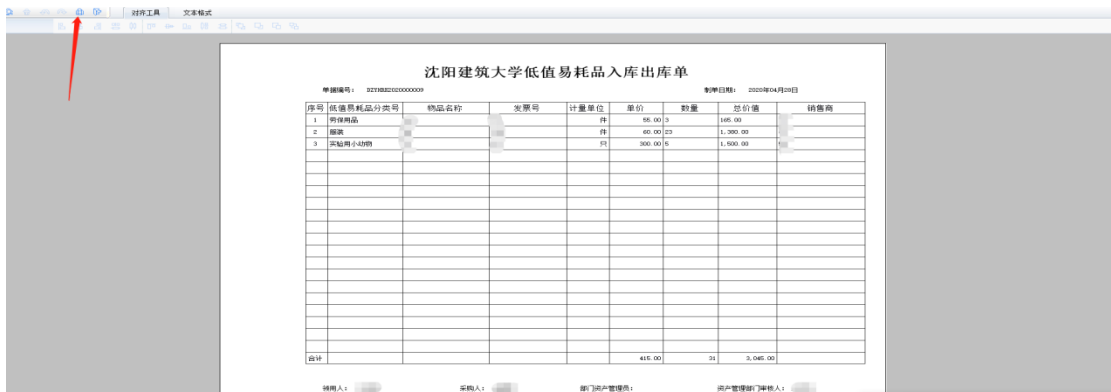 对齐工具 文本格式
沈阳建筑大学低值易耗品入库出库单
单据编号: DZYHRK2020000009 制单日期: 2020年04月20日
序号 低值易耗品分类号 物品名称 发票号 计量单位 单价 数量 总价值 销售商
1 劳保用品 件 55.00 3 165.00
2 服装 件 60.00 23 1,380.00
3 实验用小动物 只 300.00 5 1,500.00
合计 415.00 31 3,045.00
领用人: 采购人: 部门资产管理员: 资产管理部门审核人: